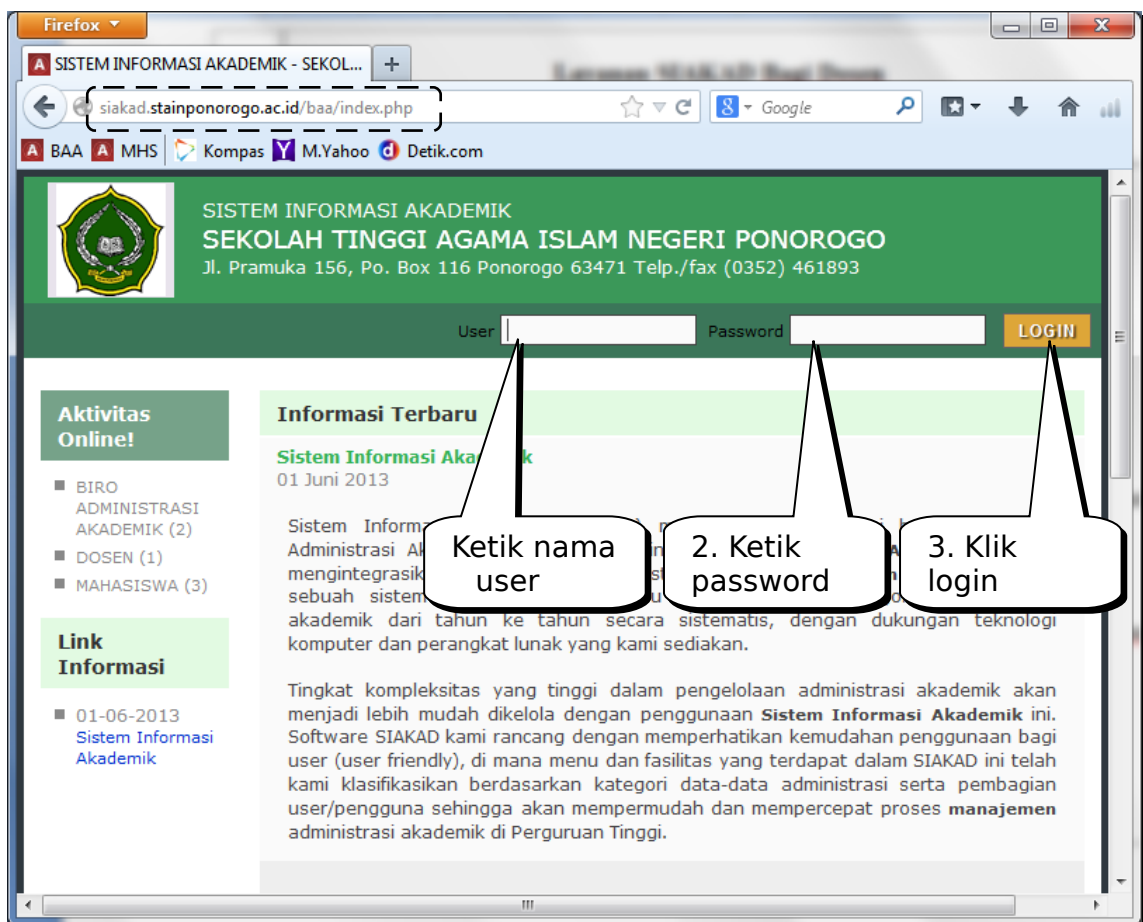 Firefox
SISTEM INFORMASI AKADEMIK - SEKOL...
siakad.stainponorogo.ac.id/baa/index.php
Google
BAA MHS Kompas M.Yahoo Detik.com
SISTEM INFORMASI AKADEMIK
SEKOLAH TINGGI AGAMA ISLAM NEGERI PONOROGO
Jl. Pramuka 156, Po. Box 116 Ponorogo 63471 Telp./fax (0352) 461893
User Password LOGIN
Aktivitas
Online!
BIRO
ADMINISTRASI
AKADEMIK (2)
DOSEN (1)
MAHASISWA (3)
Link
Informasi
01-06-2013
Sistem Informasi
Akademik
Informasi Terbaru
Sistem Informasi
01 Juni 2013
Sistem
Administrasi
sebuah sistem
akademik dari tahun ke tahun secara sistematis, dengan dukungan teknologi
komputer dan perangkat lunak yang kami sediakan.
Tingkat kompleksitas yang tinggi dalam pengelolaan administrasi akademik akan
menjadi lebih mudah dikelola dengan penggunaan Sistem Informasi Akademik ini.
Software SIAKAD kami rancang dengan memperhatikan kemudahan penggunaan bagi
user (user friendly), di mana menu dan fasilitas yang terdapat dalam SIAKAD ini telah
kami klasifikasikan berdasarkan kategori data-data administrasi serta pembagian
user/pengguna sehingga akan mempermudah dan mempercepat proses manajemen
administrasi akademik di Perguruan Tinggi.
Ketik nama
user
2. Ketik
password
3. Klik
login